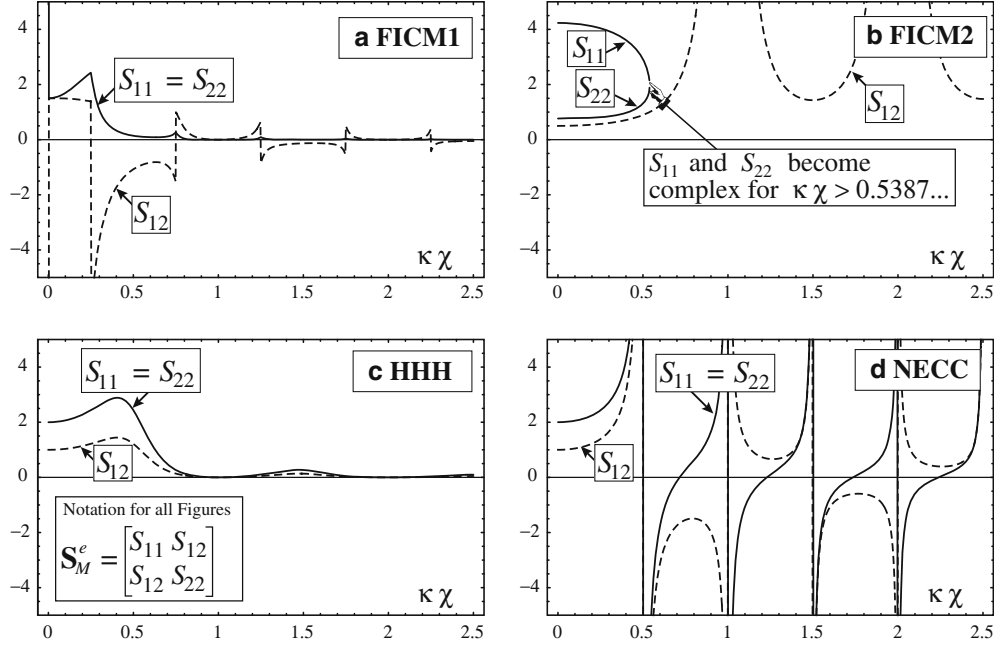 a FICM1
S₁₁ = S₂₂
S₁₂
κ χ
4
2
0
−2
−4
0 0.5 1 1.5 2 2.5
b FICM2
S₁₁
S₂₂
S₁₂
S₁₁ and S₂₂ become
complex for κ χ > 0.5387...
4
2
0
−2
−4
0 0.5 1 1.5 2 2.5
c HHH
S₁₁ = S₂₂
S₁₂
Notation for all Figures
Sᵉ_M = [S₁₁ S₁₂
S₁₂ S₂₂]
κ χ
4
2
0
−2
−4
0 0.5 1 1.5 2 2.5
d NECC
S₁₁ = S₂₂
S₁₂
κ χ
4
2
0
−2
−4
0 0.5 1 1.5 2 2.5